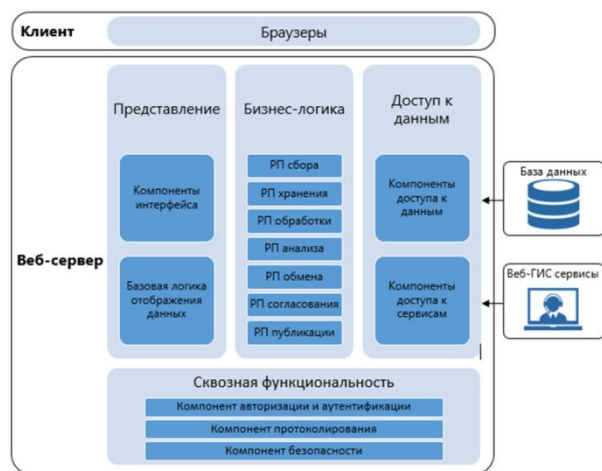 Клиент
Браузеры
Веб-сервер
Представление
Компоненты
интерфейса
Базовая логика
отображения
данных
Бизнес-логика
РП сбора
РП хранения
РП обработки
РП анализа
РП обмена
РП согласования
РП публикации
Доступ к
данным
Компоненты
доступа к
данным
Компоненты
доступа к
сервисам
База данных
Веб-ГИС сервисы
Сквозная функциональность
Компонент авторизации и аутентификации
Компонент протоколирования
Компонент безопасности